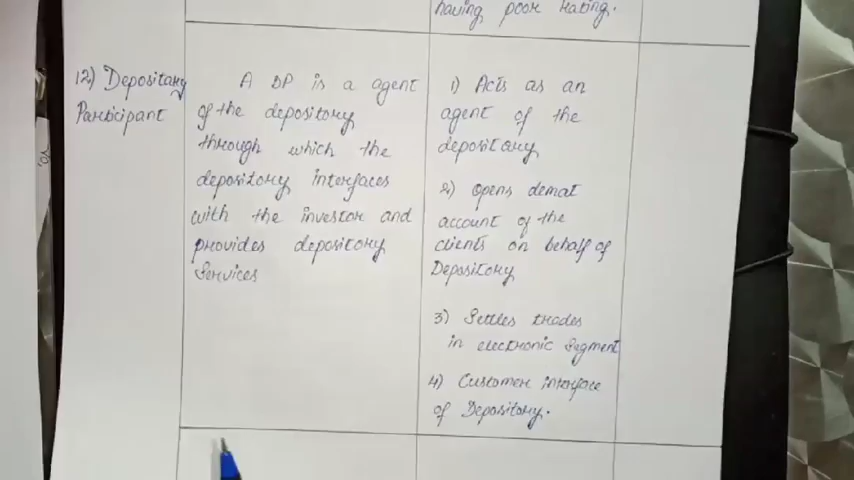 having poor Rating.
12) Depositary
Participant
A DP is a agent
of the depository
through which the
depository interfaces
with the investor and
provides depository
Services
1) Acts as an
agent of the
depositary
2) opens demat
account of the
clients on behalf of
Depository
3) Settles trades
in electronic Segment
4) Customer interface
of Depository.